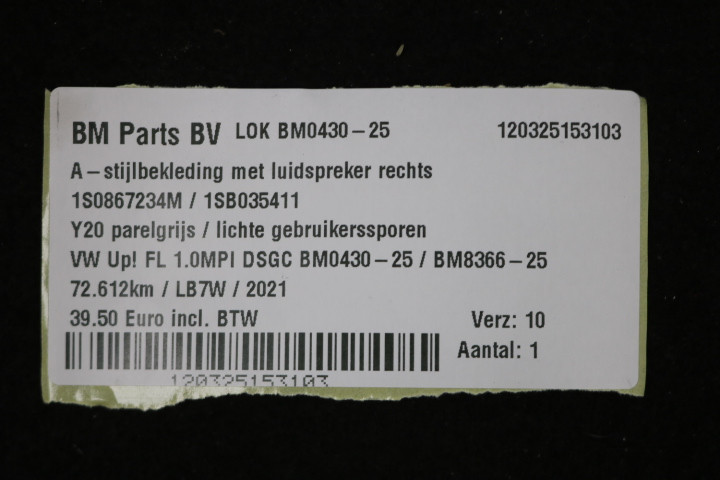 BM Parts BV LOK BM0430-25 120325153103
A-stijlbekleding met luidspreker rechts
1S0867234M / 1SB035411
Y20 parelgrijs / lichte gebruikerssporen
VW Up! FL 1.0MPI DSGC BM0430-25 / BM8366-25
72.612km / LB7W / 2021
39.50 Euro incl. BTW Verz: 10
Aantal: 1
120325153103